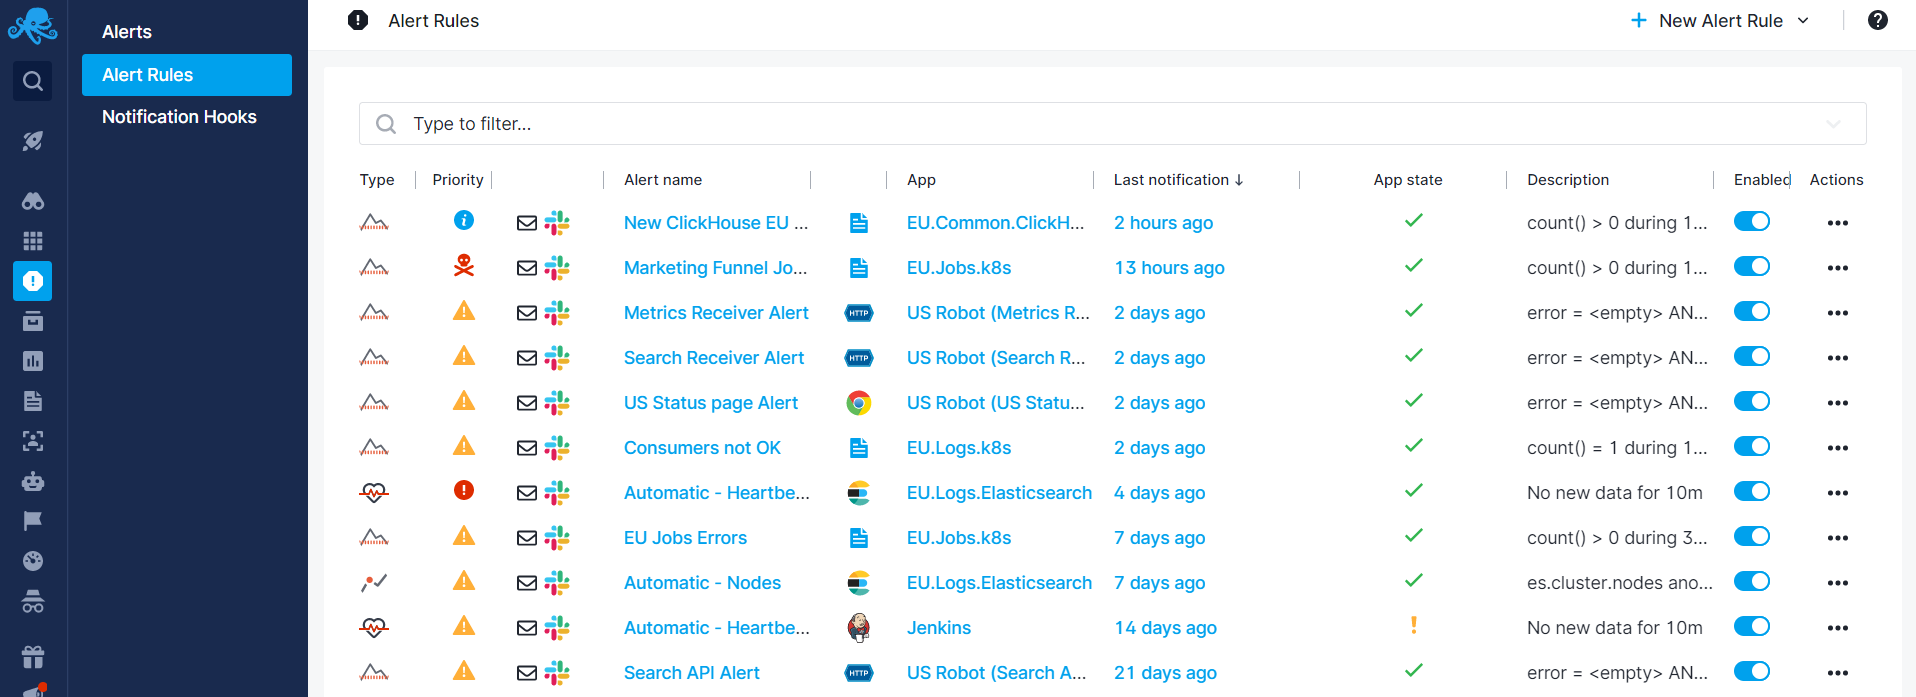 Alerts
Alert Rules
Notification Hooks
Alert Rules
New Alert Rule
Type to filter...
Type Priority Alert name App Last notification ↓ App state Description Enabled Actions
New ClickHouse EU ... EU.Common.ClickH... 2 hours ago count() > 0 during 1...
Marketing Funnel Jo... EU.Jobs.k8s 13 hours ago count() > 0 during 1...
Metrics Receiver Alert HTTP US Robot (Metrics R... 2 days ago error = <empty> AN...
Search Receiver Alert HTTP US Robot (Search R... 2 days ago error = <empty> AN...
US Status page Alert US Robot (US Statu... 2 days ago error = <empty> AN...
Consumers not OK EU.Logs.k8s 2 days ago count() = 1 during 1...
Automatic - Heartbe... EU.Logs.Elasticsearch 4 days ago No new data for 10m
EU Jobs Errors EU.Jobs.k8s 7 days ago count() > 0 during 3...
Automatic - Nodes EU.Logs.Elasticsearch 7 days ago es.cluster.nodes ano...
Automatic - Heartbe... Jenkins 14 days ago No new data for 10m
Search API Alert HTTP US Robot (Search A... 21 days ago error = <empty> AN...